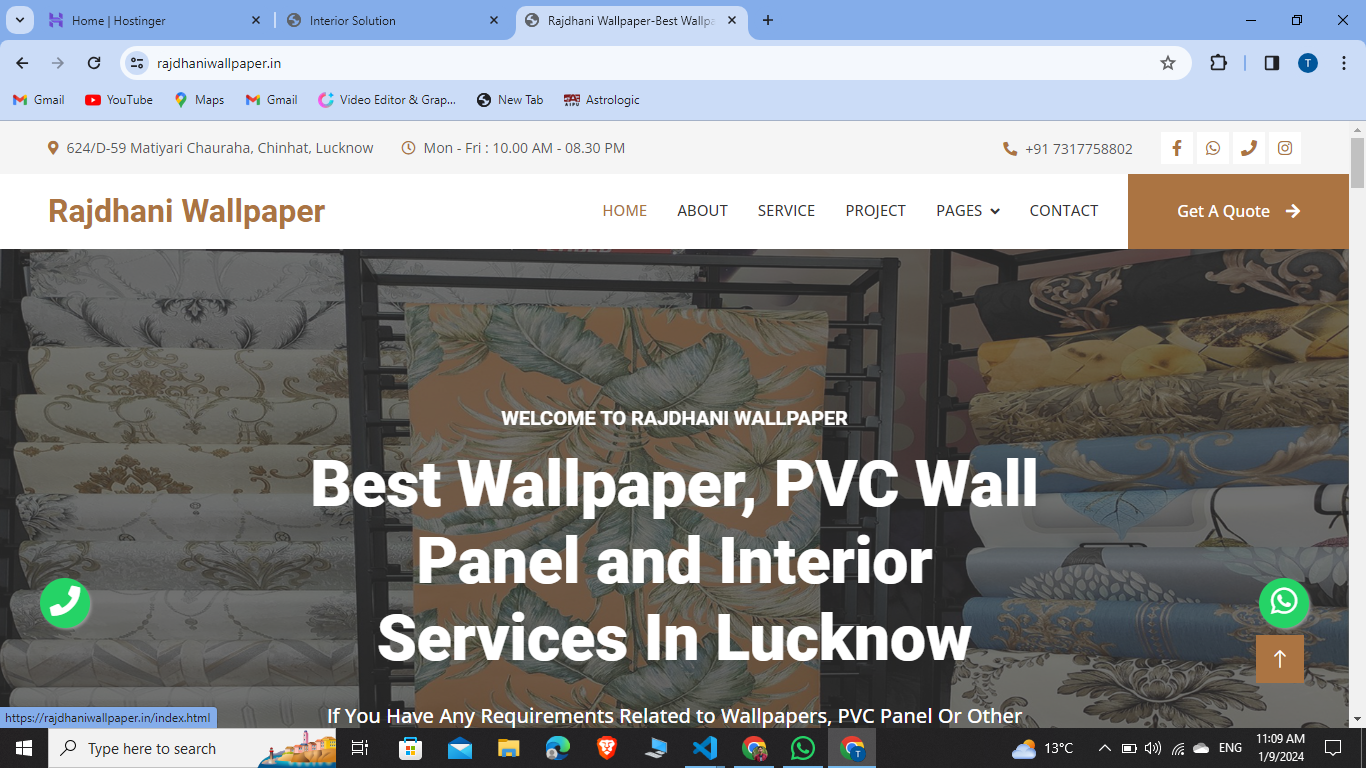 Home | Hostinger
Interior Solution
Rajdhani Wallpaper-Best Wallpa
rajdhaniwallpaper.in
T
Gmail
YouTube
Maps
Gmail
Video Editor & Grap...
New Tab
Astrologic
624/D-59 Matiyari Chauraha, Chinhat, Lucknow
Mon - Fri : 10.00 AM - 08.30 PM
+91 7317758802
Rajdhani Wallpaper
HOME
ABOUT
SERVICE
PROJECT
PAGES
CONTACT
Get A Quote
WELCOME TO RAJDHANI WALLPAPER
Best Wallpaper, PVC Wall
Panel and Interior
Services In Lucknow
If You Have Any Requirements Related to Wallpapers, PVC Panel Or Other
https://rajdhaniwallpaper.in/index.html
Type here to search
T
13°C
ENG
11:09 AM
1/9/2024